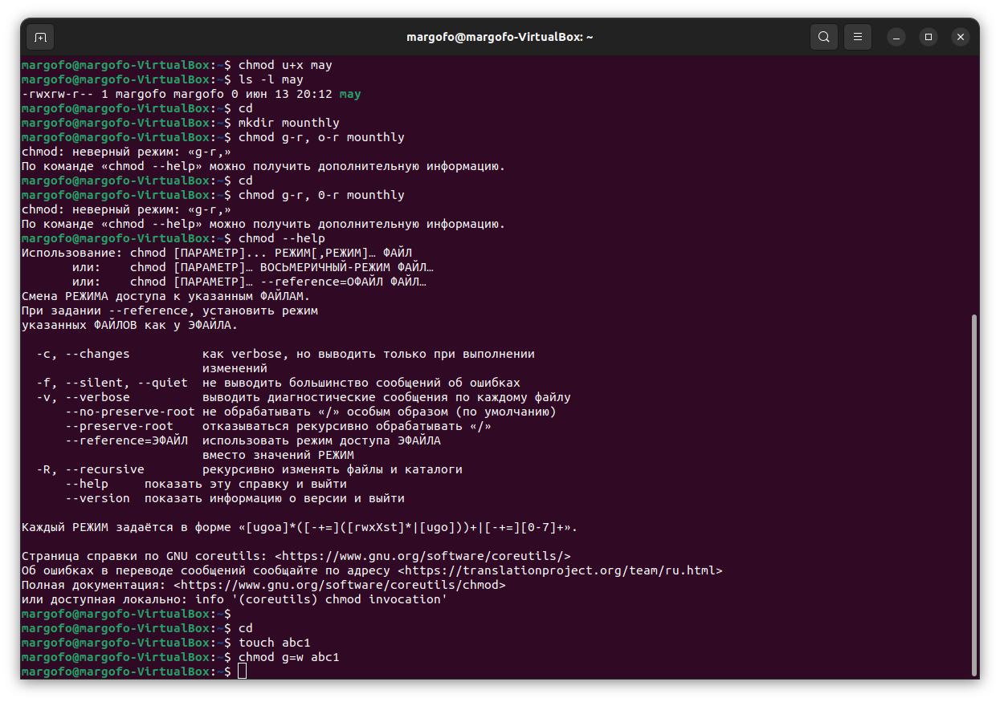 margofo@margofo-VirtualBox: ~
margofo@margofo-VirtualBox:~$ chmod u+x may
margofo@margofo-VirtualBox:~$ ls -l may
-rwxrw-r-- 1 margofo margofo 0 июн 13 20:12 may
margofo@margofo-VirtualBox:~$ cd
margofo@margofo-VirtualBox:~$ mkdir mounthly
margofo@margofo-VirtualBox:~$ chmod g-r, o-r mounthly
chmod: неверный режим: «g-r,»
По команде «chmod --help» можно получить дополнительную информацию.
margofo@margofo-VirtualBox:~$ cd
margofo@margofo-VirtualBox:~$ chmod g-r, 0-r mounthly
chmod: неверный режим: «g-r,»
По команде «chmod --help» можно получить дополнительную информацию.
margofo@margofo-VirtualBox:~$ chmod --help
Использование: chmod [ПАРАМЕТР]... РЕЖИМ[,РЕЖИМ]… ФАЙЛ
       или:    chmod [ПАРАМЕТР]… ВОСЬМЕРИЧНЫЙ-РЕЖИМ ФАЙЛ…
       или:    chmod [ПАРАМЕТР]… --reference=ОФАЙЛ ФАЙЛ…
Смена РЕЖИМА доступа к указанным ФАЙЛАМ.
При задании --reference, установить режим
указанных ФАЙЛОВ как у ЭФАЙЛА.
  -c, --changes          как verbose, но выводить только при выполнении
                         изменений
  -f, --silent, --quiet  не выводить большинство сообщений об ошибках
  -v, --verbose          выводить диагностические сообщения по каждому файлу
      --no-preserve-root не обрабатывать «/» особым образом (по умолчанию)
      --preserve-root    отказываться рекурсивно обрабатывать «/»
      --reference=ЭФАЙЛ  использовать режим доступа ЭФАЙЛА
                         вместо значений РЕЖИМ
  -R, --recursive        рекурсивно изменять файлы и каталоги
      --help     показать эту справку и выйти
      --version  показать информацию о версии и выйти
Каждый РЕЖИМ задаётся в форме «[ugoa]*([-+=]([rwxXst]*|[ugo]))+|[-+=][0-7]+».
Страница справки по GNU coreutils: <https://www.gnu.org/software/coreutils/>
Об ошибках в переводе сообщений сообщайте по адресу <https://translationproject.org/team/ru.html>
Полная документация: <https://www.gnu.org/software/coreutils/chmod>
или доступная локально: info '(coreutils) chmod invocation'
margofo@margofo-VirtualBox:~$
margofo@margofo-VirtualBox:~$ cd
margofo@margofo-VirtualBox:~$ touch abc1
margofo@margofo-VirtualBox:~$ chmod g=w abc1
margofo@margofo-VirtualBox:~$